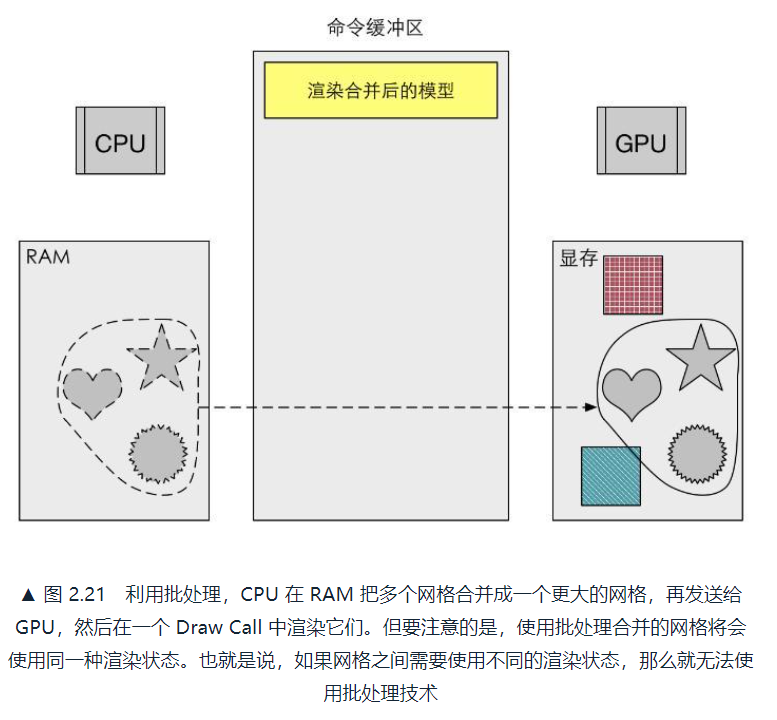 命令缓冲区
渲染合并后的模型
CPU
GPU
RAM
显存
▲ 图 2.21 利用批处理，CPU 在 RAM 把多个网格合并成一个更大的网格，再发送给
GPU，然后在一个 Draw Call 中渲染它们。但要注意的是，使用批处理合并的网格将会
使用同一种渲染状态。也就是说，如果网格之间需要使用不同的渲染状态，那么就无法使
用批处理技术